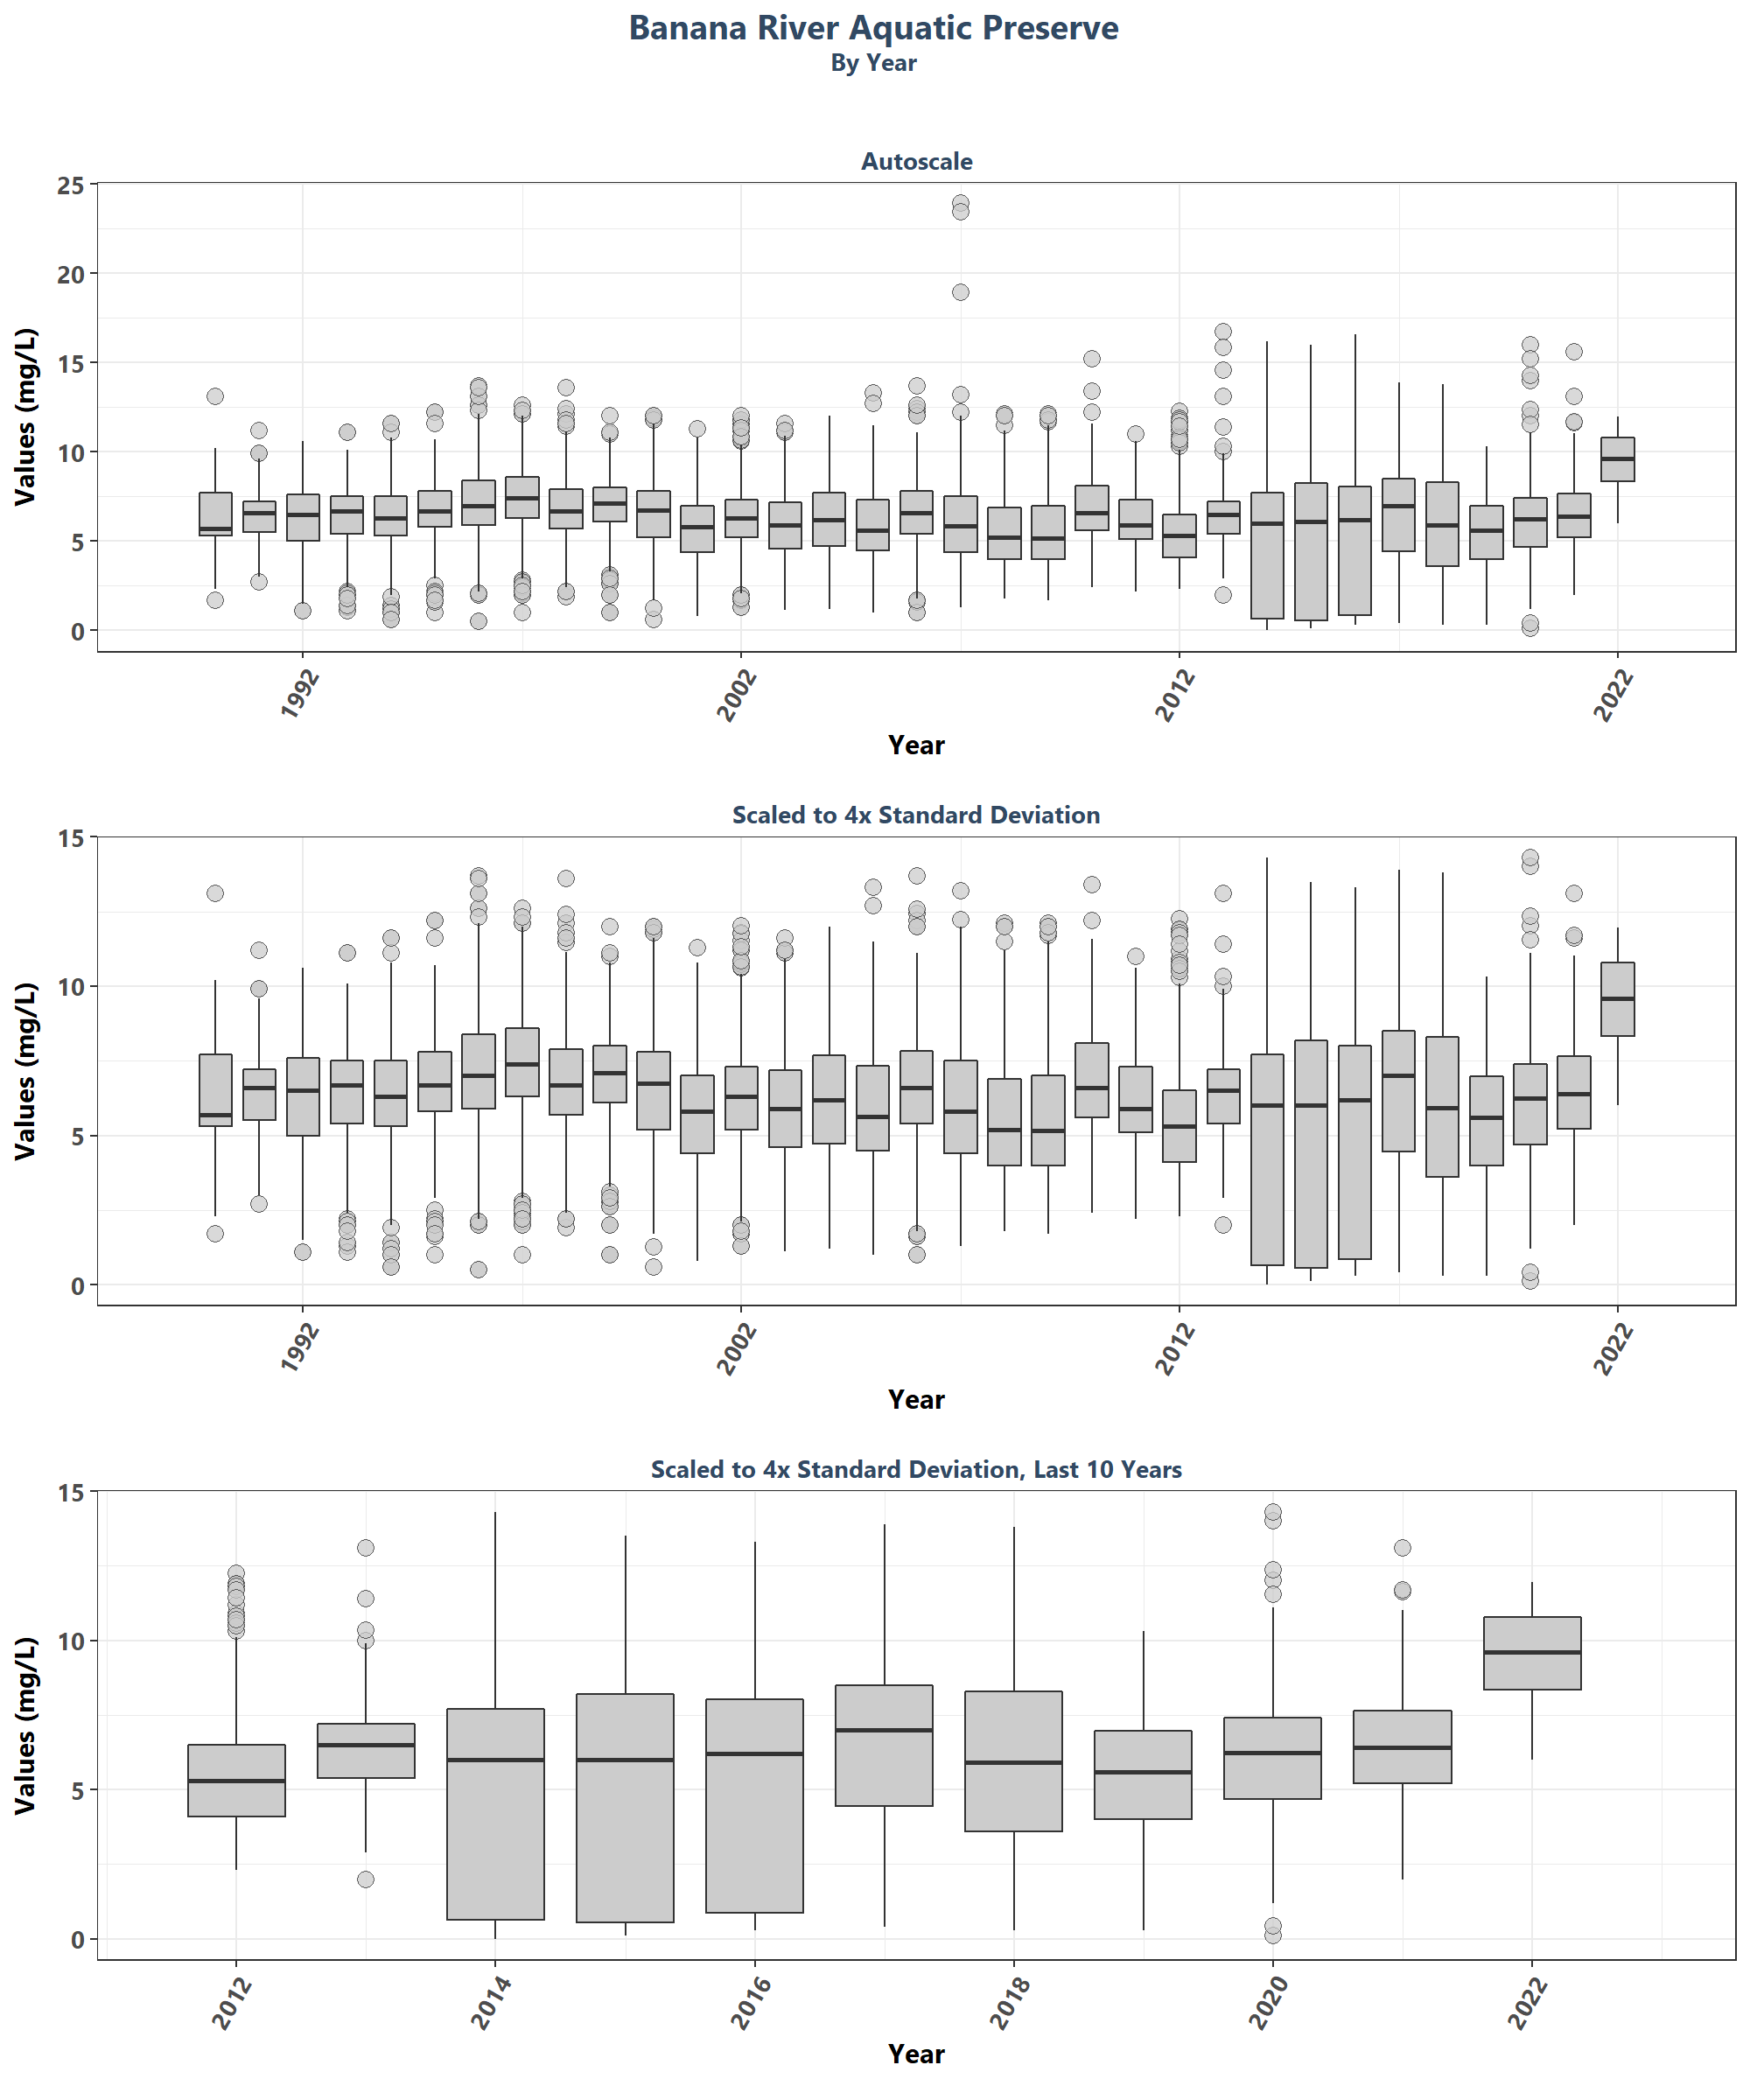 Banana River Aquatic Preserve
By Year
Autoscale
Values (mg/L)
25
20
15
10
5
0
1992
2002
2012
2022
Year
Scaled to 4x Standard Deviation
Values (mg/L)
15
10
5
0
1992
2002
2012
2022
Year
Scaled to 4x Standard Deviation, Last 10 Years
Values (mg/L)
15
10
5
0
2012
2014
2016
2018
2020
2022
Year